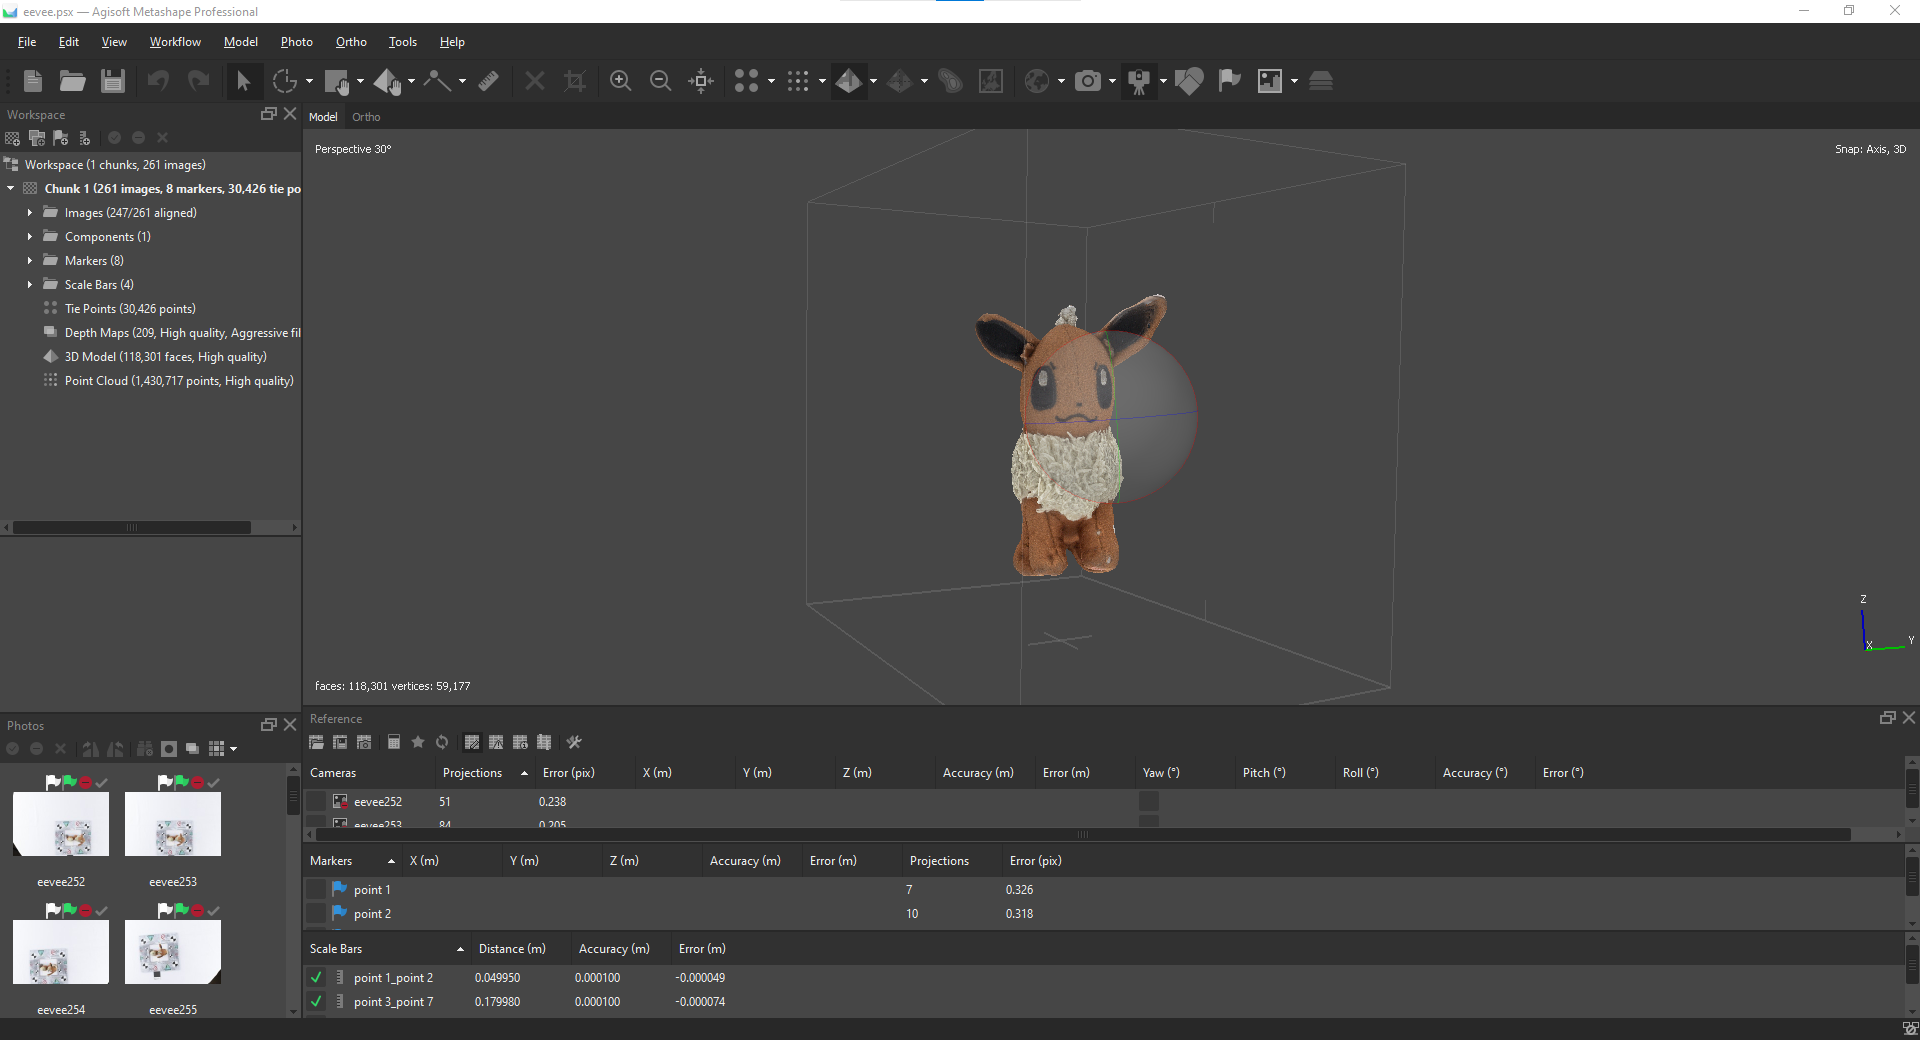 eevee.psx — Agisoft Metashape Professional
File Edit View Workflow Model Photo Ortho Tools Help
Workspace
Workspace (1 chunks, 261 images)
Chunk 1 (261 images, 8 markers, 30,426 tie po
Images (247/261 aligned)
Components (1)
Markers (8)
Scale Bars (4)
Tie Points (30,426 points)
Depth Maps (209, High quality, Aggressive fil
3D Model (118,301 faces, High quality)
Point Cloud (1,430,717 points, High quality)
Model Ortho
Perspective 30°
Snap: Axis, 3D
Z
X
Y
faces: 118,301 vertices: 59,177
Photos
eevee252 eevee253
eevee254 eevee255
Reference
Cameras Projections Error (pix) X (m) Y (m) Z (m) Accuracy (m) Error (m) Yaw (°) Pitch (°) Roll (°) Accuracy (°) Error (°)
eevee252 51 0.238
eevee253 84 0.205
Markers X (m) Y (m) Z (m) Accuracy (m) Error (m) Projections Error (pix)
point 1 7 0.326
point 2 10 0.318
Scale Bars Distance (m) Accuracy (m) Error (m)
point 1_point 2 0.049950 0.000100 -0.000049
point 3_point 7 0.179980 0.000100 -0.000074